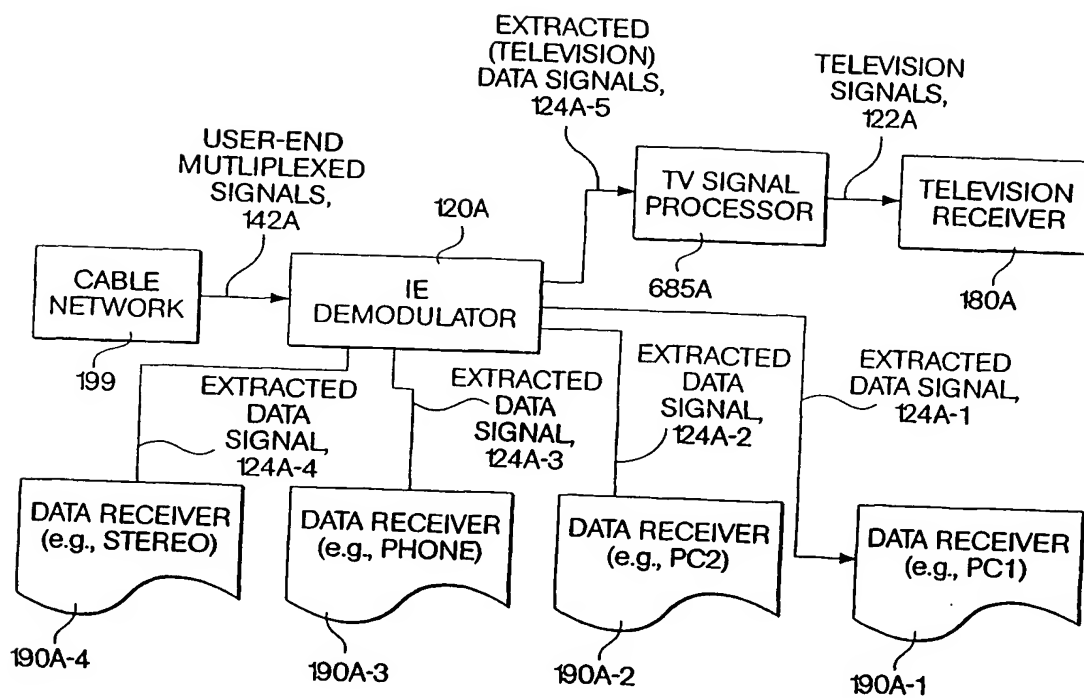 EXTRACTED
(TELEVISION)
DATA SIGNALS,
124A-5
TELEVISION
SIGNALS,
122A
USER-END
MUTLIPLEXED
SIGNALS,
142A
120A
TV SIGNAL
PROCESSOR
TELEVISION
RECEIVER
CABLE
NETWORK
IE
DEMODULATOR
685A
180A
199
EXTRACTED
DATA
SIGNAL,
124A-4
EXTRACTED
DATA
SIGNAL,
124A-3
EXTRACTED
DATA
SIGNAL,
124A-2
EXTRACTED
DATA SIGNAL,
124A-1
DATA RECEIVER
(e.g., STEREO)
DATA RECEIVER
(e.g., PHONE)
DATA RECEIVER
(e.g., PC2)
DATA RECEIVER
(e.g., PC1)
190A-4
190A-3
190A-2
190A-1